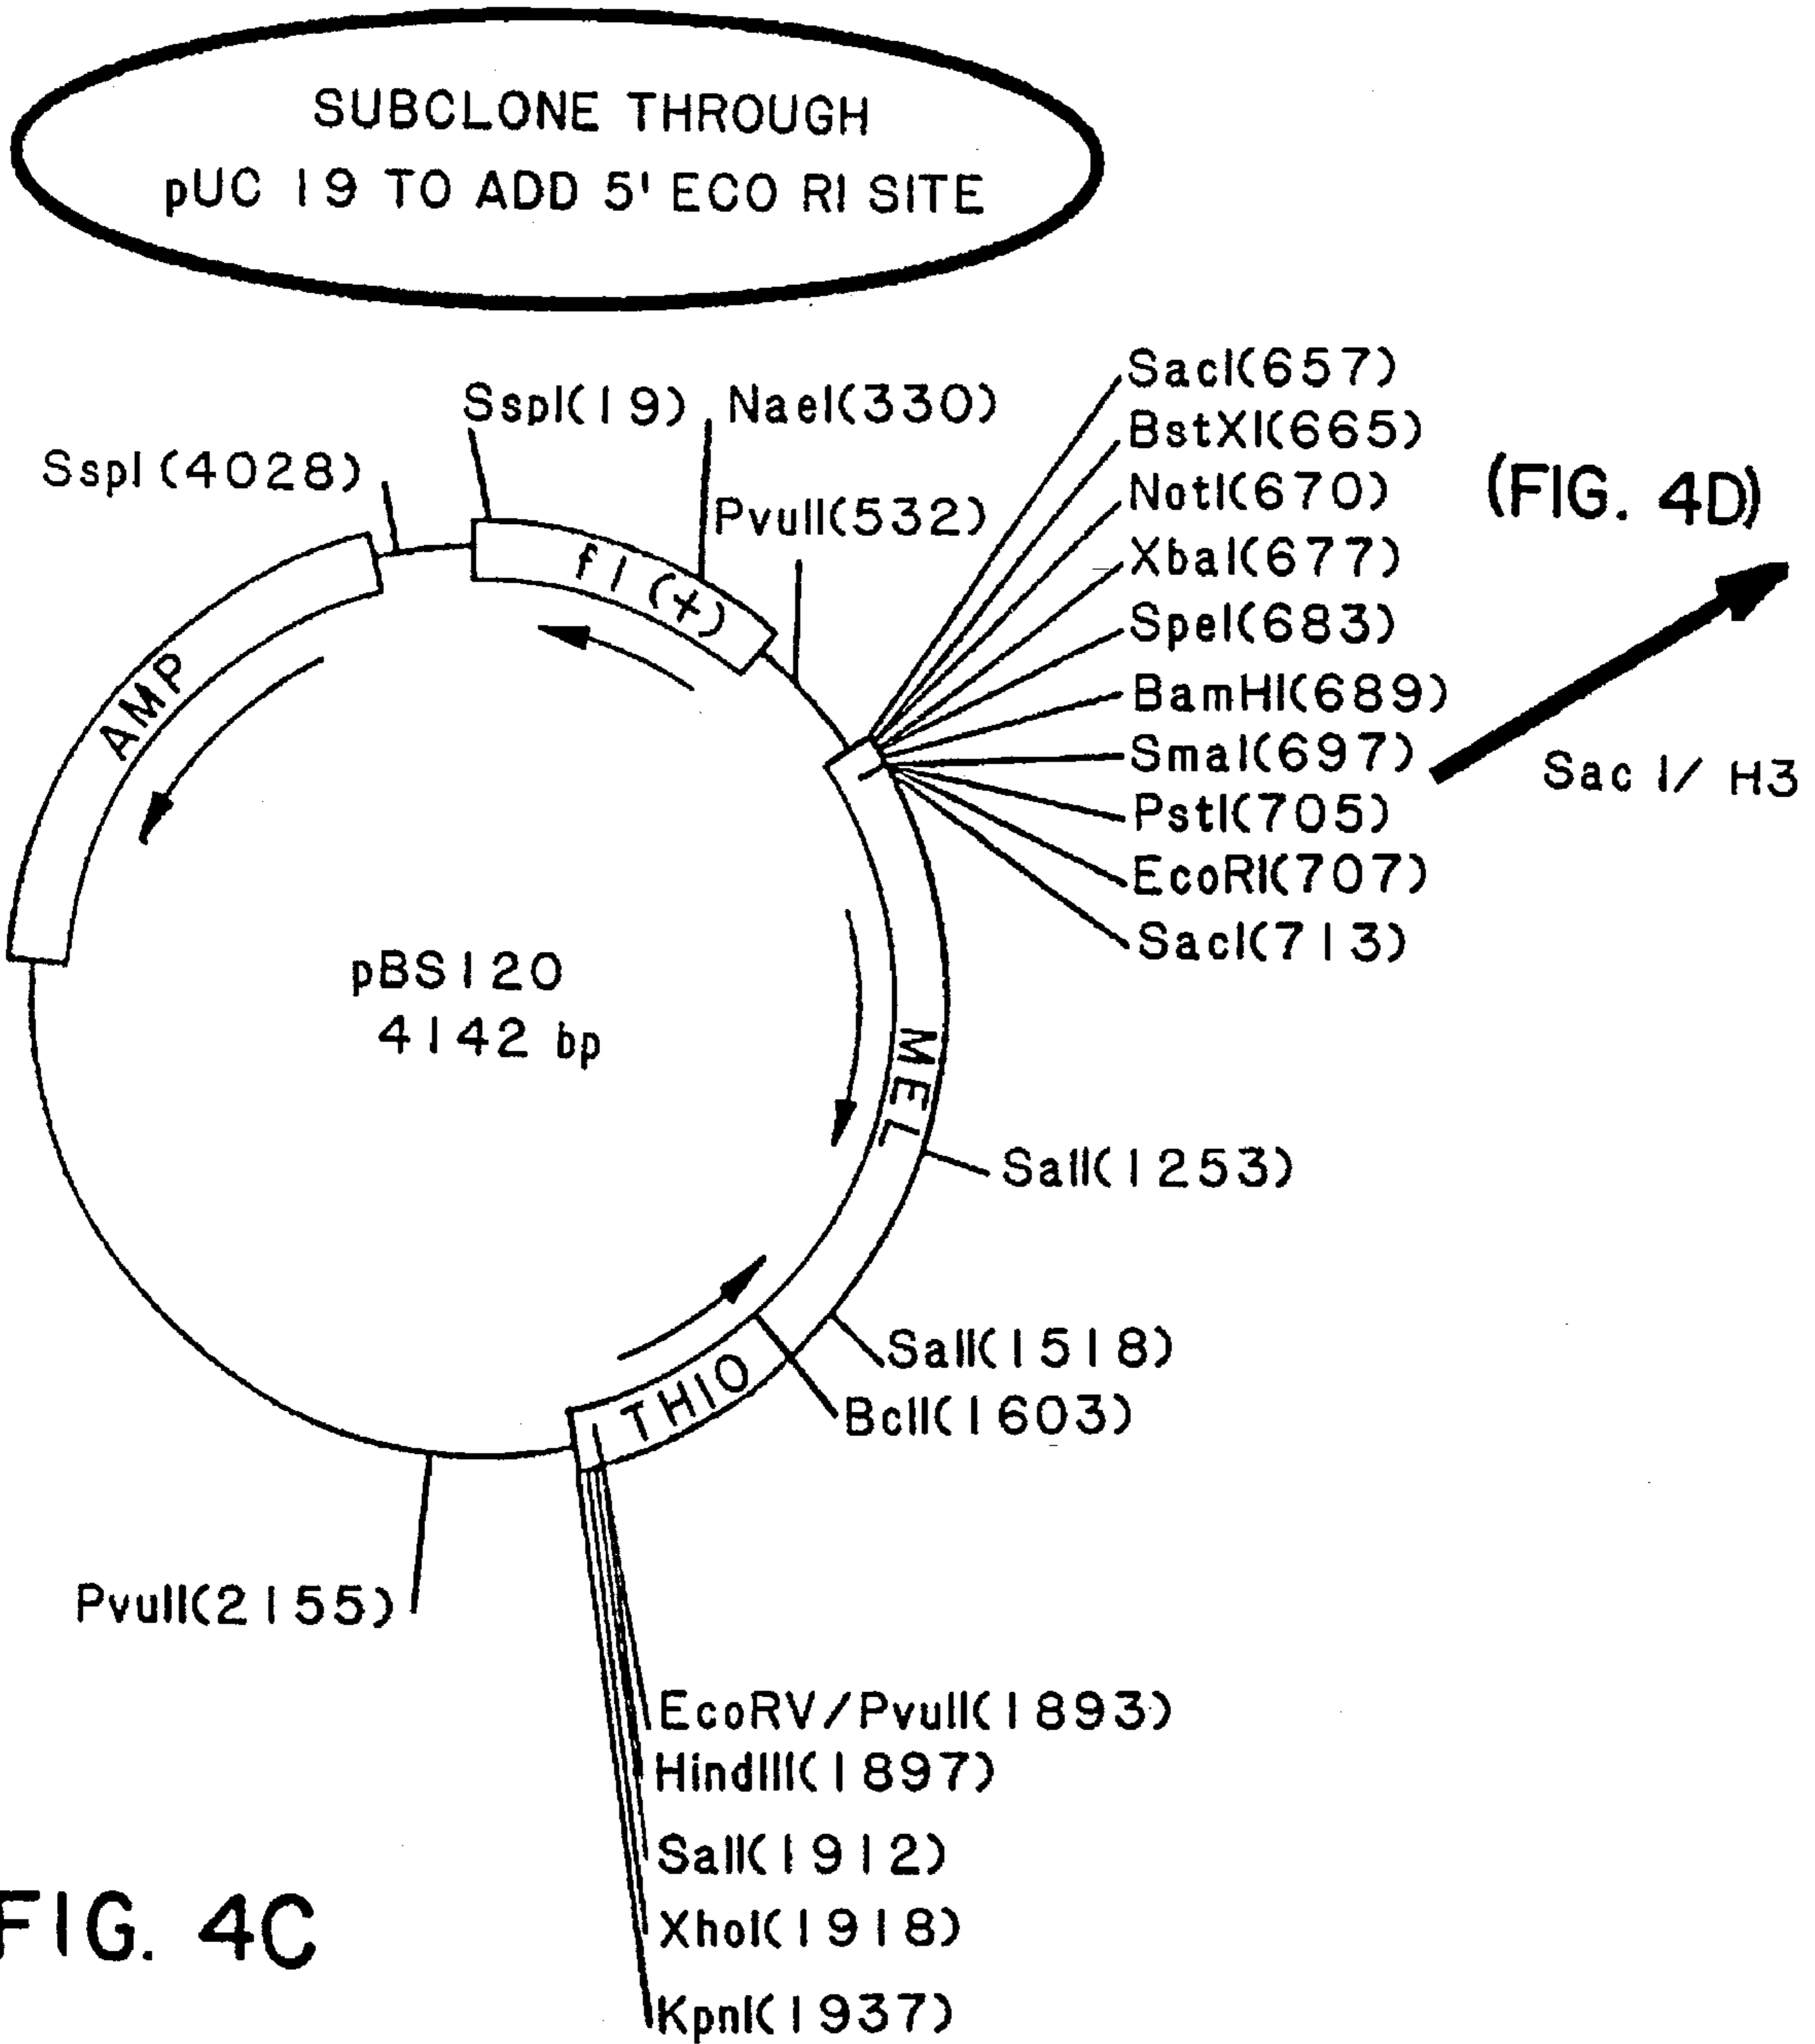 SUBCLONE THROUGH
pUC 19 TO ADD 5' ECO RI SITE
SspI(4028)
SspI(19)
NaeI(330)
PvuII(532)
SacI(657)
BstXI(665)
NotI(670)
XbaI(677)
SpeI(683)
BamHI(689)
SmaI(697)
PstI(705)
EcoRI(707)
SacI(713)
(FIG. 4D)
Sac I/ H3
f1(+)
AMP
pBS120
4142 bp
MEL
SalI(1253)
SalI(1518)
BclI(1603)
THIO
PvuII(2155)
EcoRV/PvuII(1893)
HindIII(1897)
SalI(1912)
XhoI(1918)
KpnI(1937)
FIG. 4C